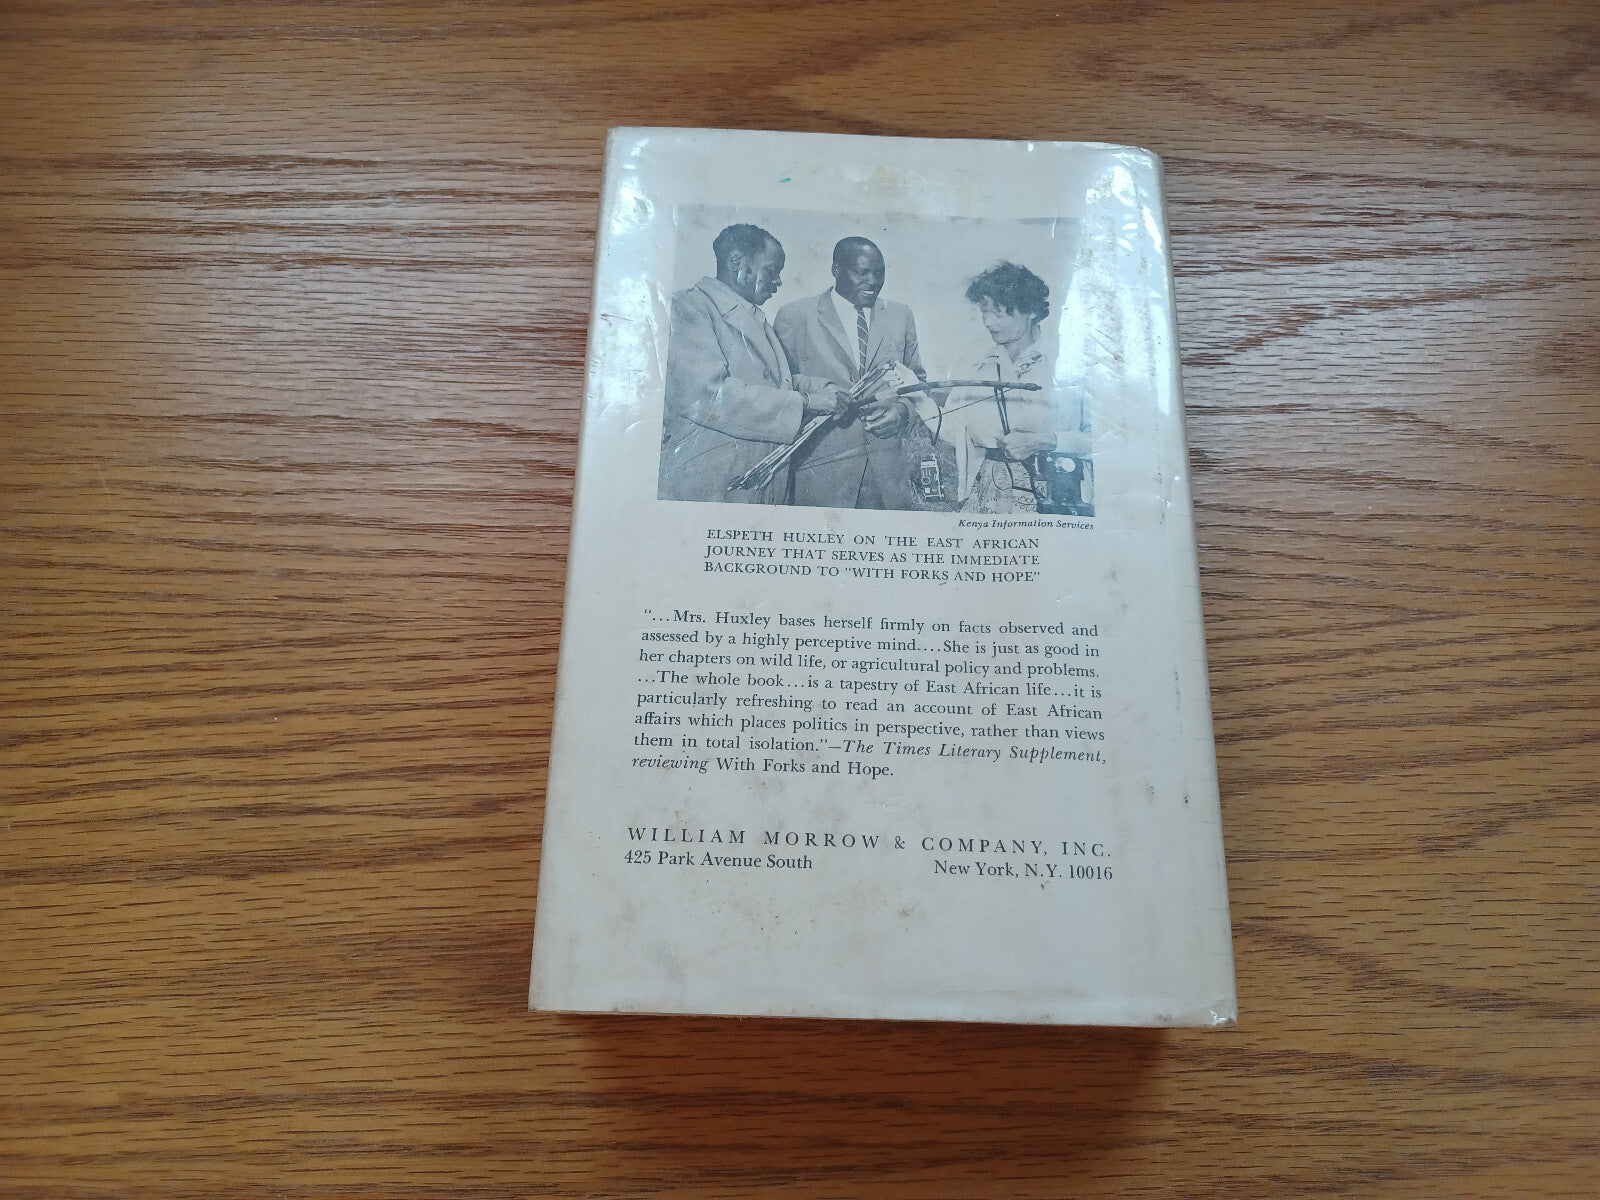 Kenya Information Services
ELSPETH HUXLEY ON THE EAST AFRICAN
JOURNEY THAT SERVES AS THE IMMEDIATE
BACKGROUND TO "WITH FORKS AND HOPE"
"...Mrs. Huxley bases herself firmly on facts observed and
assessed by a highly perceptive mind....She is just as good in
her chapters on wild life, or agricultural policy and problems.
...The whole book...is a tapestry of East African life...it is
particularly refreshing to read an account of East African
affairs which places politics in perspective, rather than views
them in total isolation."—The Times Literary Supplement,
reviewing With Forks and Hope.
WILLIAM MORROW & COMPANY, INC.
425 Park Avenue South New York, N.Y. 10016